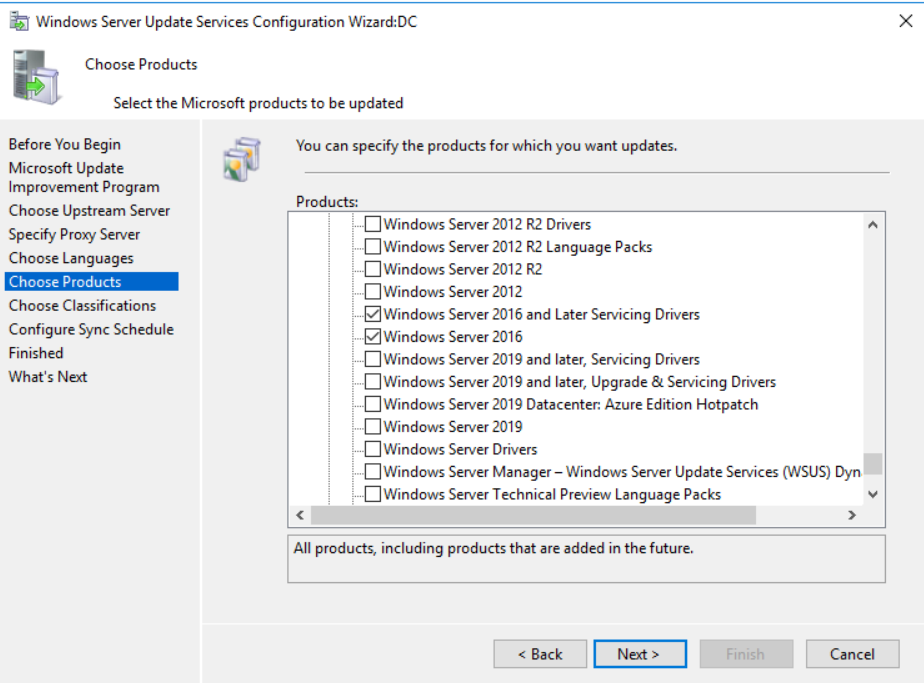 Windows Server Update Services Configuration Wizard:DC
Choose Products
Select the Microsoft products to be updated
Before You Begin
Microsoft Update
Improvement Program
Choose Upstream Server
Specify Proxy Server
Choose Languages
Choose Products
Choose Classifications
Configure Sync Schedule
Finished
What's Next
You can specify the products for which you want updates.
Products:
Windows Server 2012 R2 Drivers
Windows Server 2012 R2 Language Packs
Windows Server 2012 R2
Windows Server 2012
Windows Server 2016 and Later Servicing Drivers
Windows Server 2016
Windows Server 2019 and later, Servicing Drivers
Windows Server 2019 and later, Upgrade & Servicing Drivers
Windows Server 2019 Datacenter: Azure Edition Hotpatch
Windows Server 2019
Windows Server Drivers
Windows Server Manager – Windows Server Update Services (WSUS) Dyn
Windows Server Technical Preview Language Packs
All products, including products that are added in the future.
< Back
Next >
Finish
Cancel